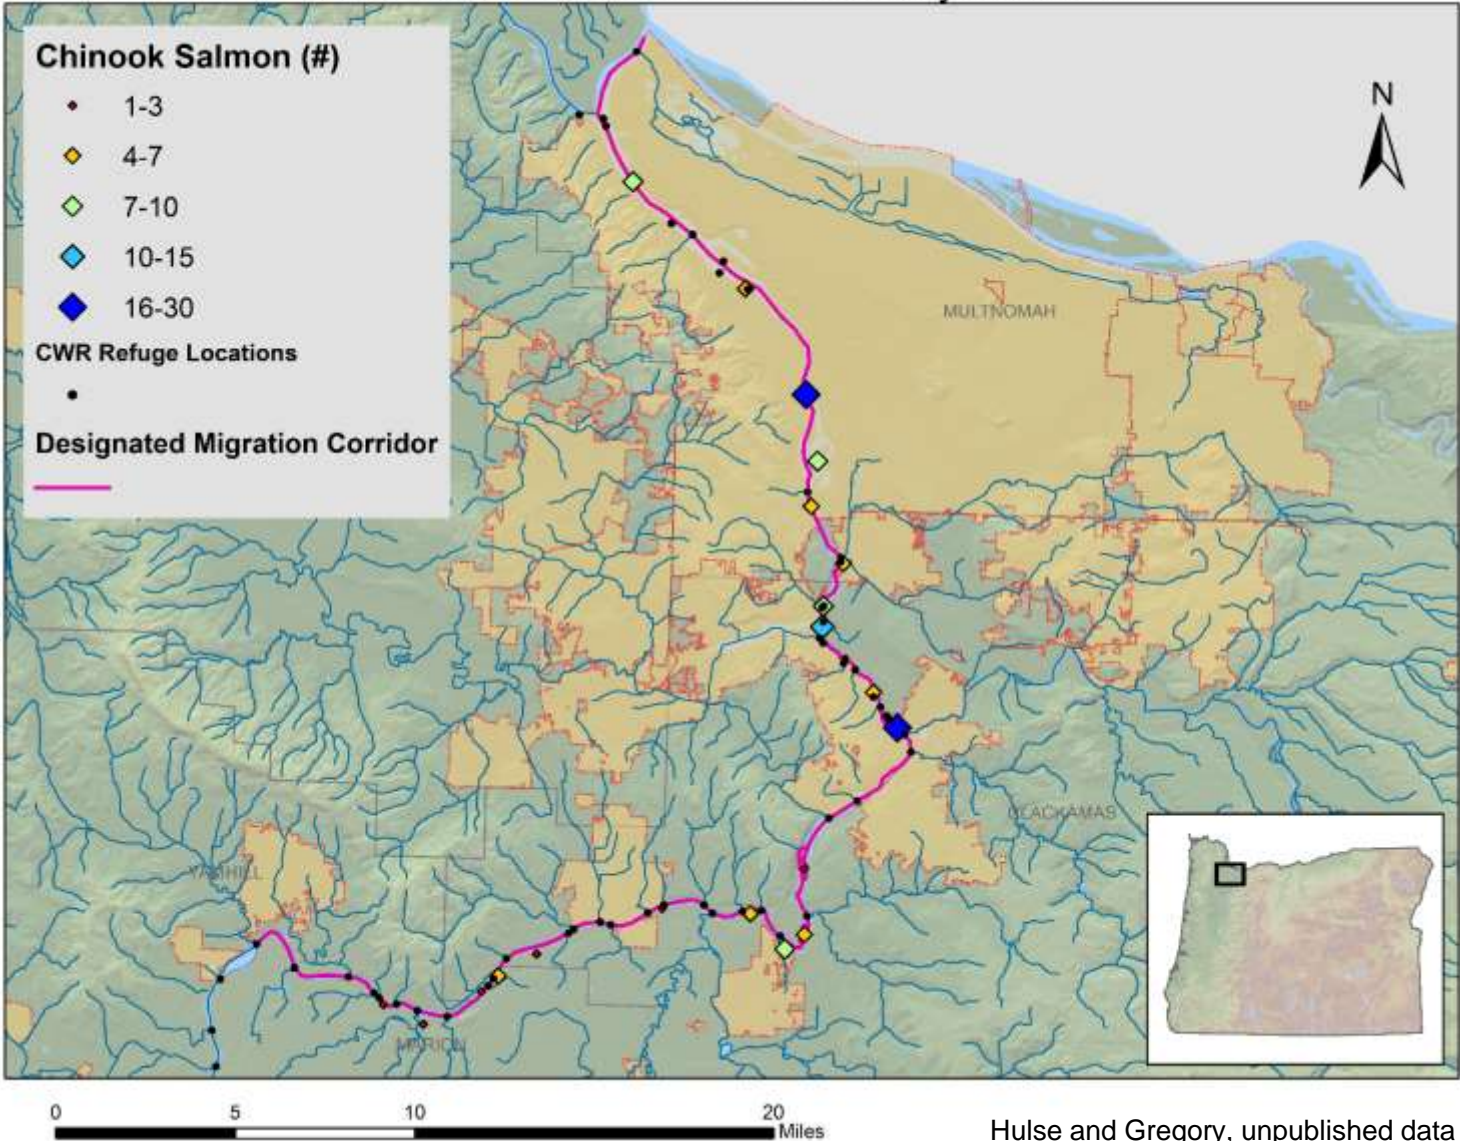 Chinook Salmon (#)
1-3
4-7
7-10
10-15
16-30
CWR Refuge Locations
Designated Migration Corridor
N
MULTNOMAH
CLACKAMAS
YAMHILL
MARION
0 5 10 20
Miles
Hulse and Gregory, unpublished data